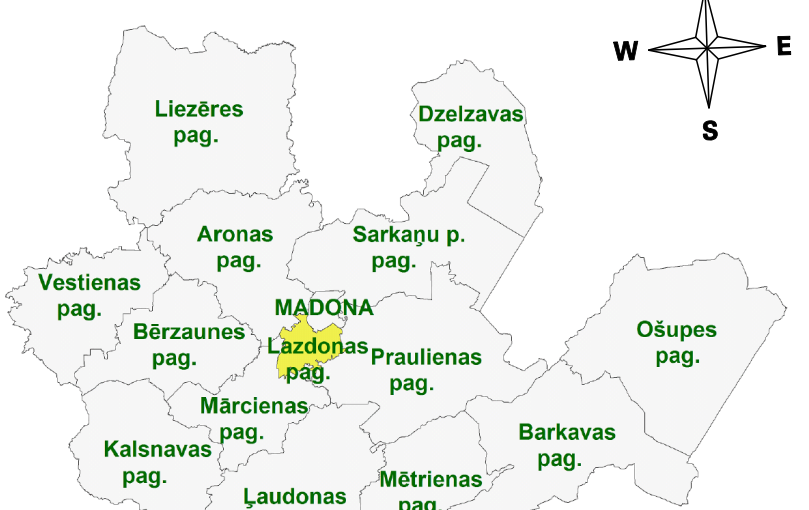 W
E
S
Liezēres
pag.
Dzelzavas
pag.
Aronas
pag.
Sarkaņu p.
pag.
Vestienas
pag.
MADONA
Bērzaunes
pag.
Lazdonas
pag.
Praulienas
pag.
Ošupes
pag.
Mārcienas
pag.
Kalsnavas
pag.
Barkavas
pag.
Mētrienas
pag.
Ļaudonas